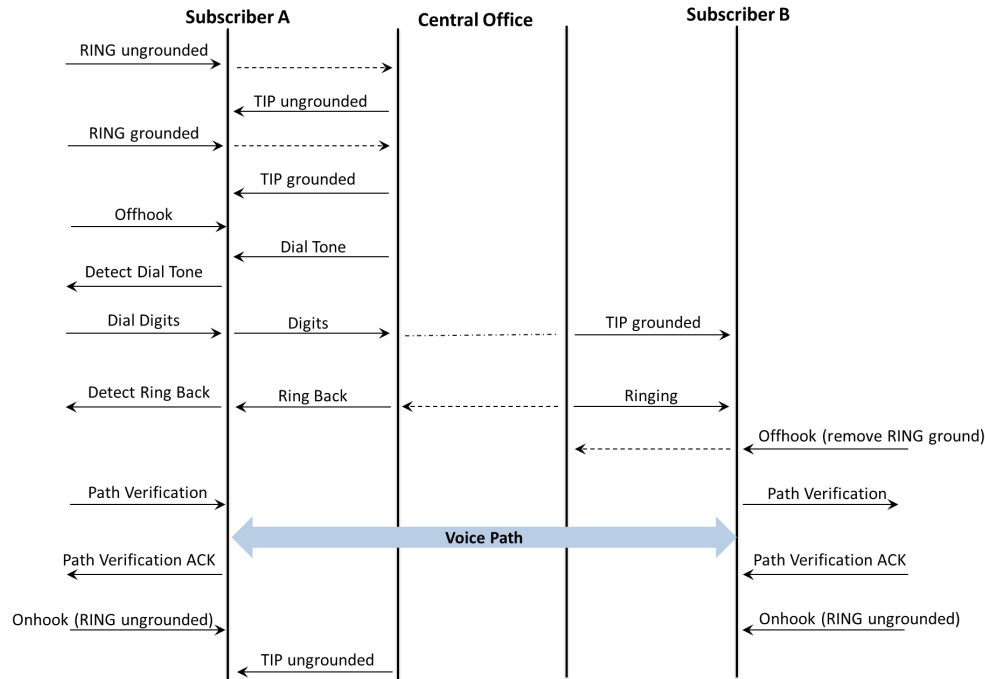 Subscriber A
Central Office
Subscriber B
RING ungrounded
TIP ungrounded
RING grounded
TIP grounded
Offhook
Dial Tone
Detect Dial Tone
Dial Digits
Digits
TIP grounded
Detect Ring Back
Ring Back
Ringing
Offhook (remove RING ground)
Path Verification
Path Verification
Voice Path
Path Verification ACK
Path Verification ACK
Onhook (RING ungrounded)
Onhook (RING ungrounded)
TIP ungrounded